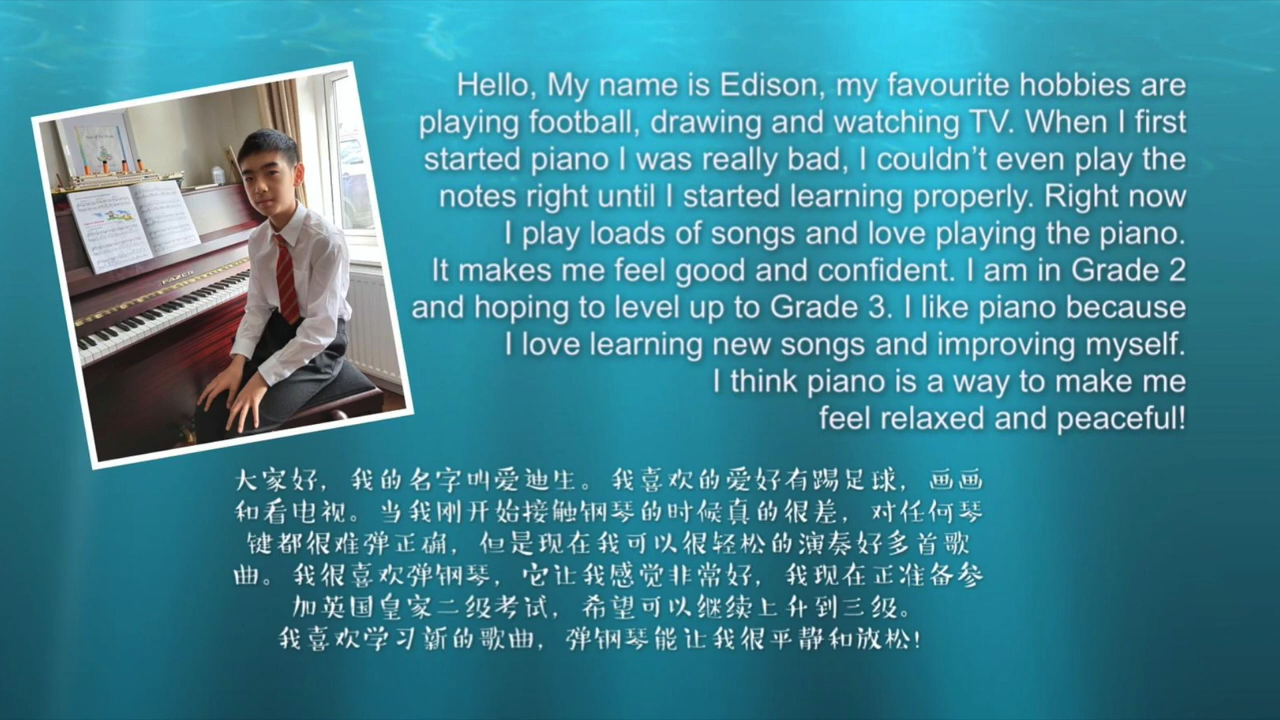 Hello, My name is Edison, my favourite hobbies are
playing football, drawing and watching TV. When I first
started piano I was really bad, I couldn’t even play the
notes right until I started learning properly. Right now
I play loads of songs and love playing the piano.
It makes me feel good and confident. I am in Grade 2
and hoping to level up to Grade 3. I like piano because
I love learning new songs and improving myself.
I think piano is a way to make me
feel relaxed and peaceful!
FAZER
大家好，我的名字叫爱迪生。我喜欢的爱好有踢足球，画画
和看电视。当我刚开始接触钢琴的时候真的很差，对任何琴
键都很难弹正确，但是现在我可以很轻松的演奏好多首歌
曲。我很喜欢弹钢琴，它让我感觉非常好，我现在正准备参
加英国皇家二级考试，希望可以继续上升到三级。
我喜欢学习新的歌曲，弹钢琴能让我很平静和放松！